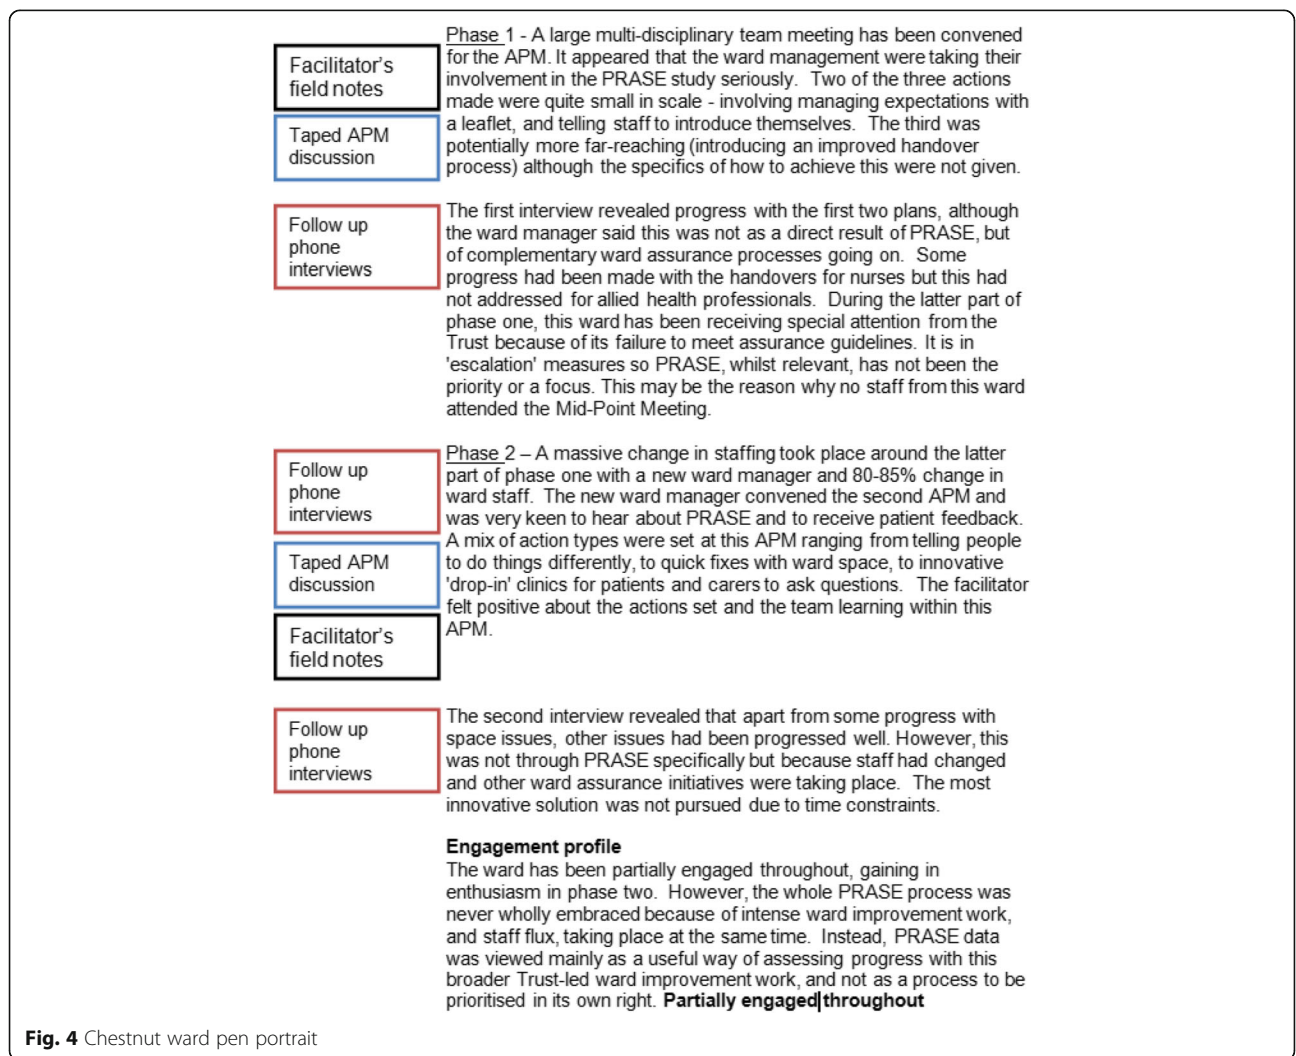 Facilitator's
field notes
Taped APM
discussion
Phase 1 - A large multi-disciplinary team meeting has been convened
for the APM. It appeared that the ward management were taking their
involvement in the PRASE study seriously. Two of the three actions
made were quite small in scale - involving managing expectations with
a leaflet, and telling staff to introduce themselves. The third was
potentially more far-reaching (introducing an improved handover
process) although the specifics of how to achieve this were not given.
Follow up
phone
interviews
The first interview revealed progress with the first two plans, although
the ward manager said this was not as a direct result of PRASE, but
of complementary ward assurance processes going on. Some
progress had been made with the handovers for nurses but this had
not addressed for allied health professionals. During the latter part of
phase one, this ward has been receiving special attention from the
Trust because of its failure to meet assurance guidelines. It is in
'escalation' measures so PRASE, whilst relevant, has not been the
priority or a focus. This may be the reason why no staff from this ward
attended the Mid-Point Meeting.
Follow up
phone
interviews
Taped APM
discussion
Facilitator's
field notes
Phase 2 – A massive change in staffing took place around the latter
part of phase one with a new ward manager and 80-85% change in
ward staff. The new ward manager convened the second APM and
was very keen to hear about PRASE and to receive patient feedback.
A mix of action types were set at this APM ranging from telling people
to do things differently, to quick fixes with ward space, to innovative
'drop-in' clinics for patients and carers to ask questions. The facilitator
felt positive about the actions set and the team learning within this
APM.
Follow up
phone
interviews
The second interview revealed that apart from some progress with
space issues, other issues had been progressed well. However, this
was not through PRASE specifically but because staff had changed
and other ward assurance initiatives were taking place. The most
innovative solution was not pursued due to time constraints.
Engagement profile
The ward has been partially engaged throughout, gaining in
enthusiasm in phase two. However, the whole PRASE process was
never wholly embraced because of intense ward improvement work,
and staff flux, taking place at the same time. Instead, PRASE data
was viewed mainly as a useful way of assessing progress with this
broader Trust-led ward improvement work, and not as a process to be
prioritised in its own right. Partially engaged throughout
Fig. 4 Chestnut ward pen portrait